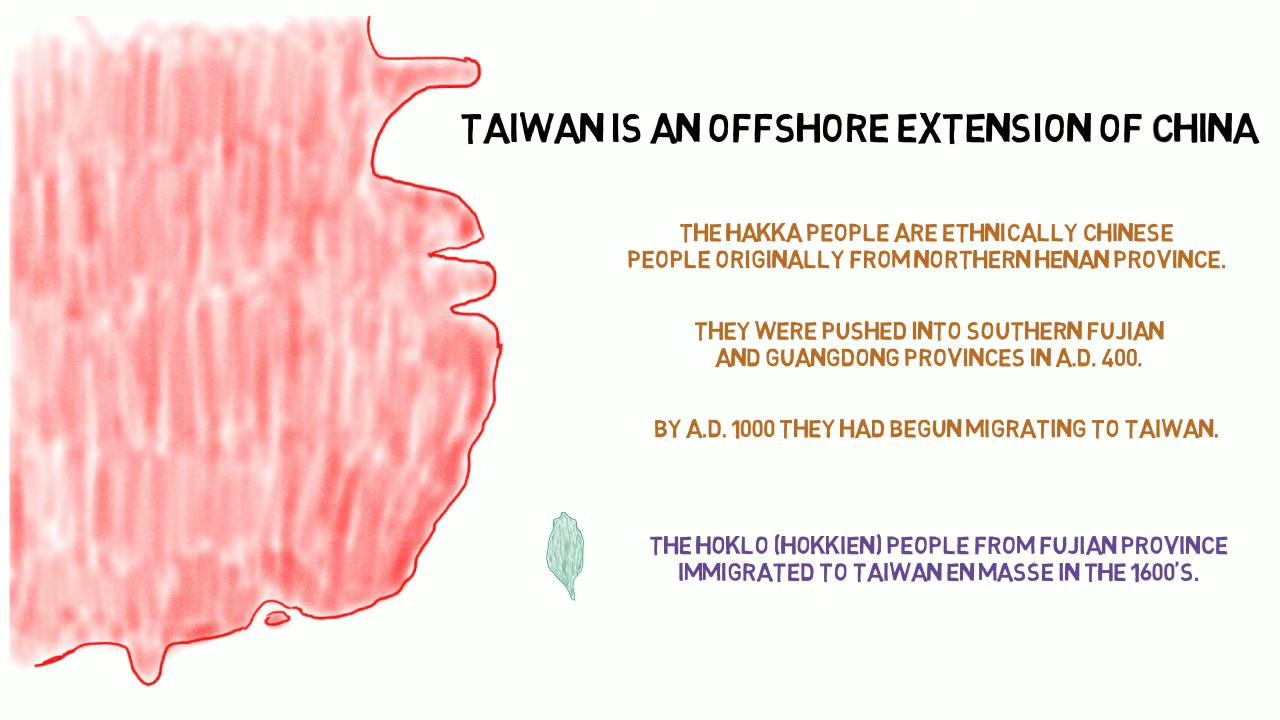 TAIWAN IS AN OFFSHORE EXTENSION OF CHINA
THE HAKKA PEOPLE ARE ETHNICALLY CHINESE
PEOPLE ORIGINALLY FROM NORTHERN HENAN PROVINCE.
THEY WERE PUSHED INTO SOUTHERN FUJIAN
AND GUANGDONG PROVINCES IN A.D. 400.
BY A.D. 1000 THEY HAD BEGUN MIGRATING TO TAIWAN.
THE HOKLO (HOKKIEN) PEOPLE FROM FUJIAN PROVINCE
IMMIGRATED TO TAIWAN EN MASSE IN THE 1600'S.